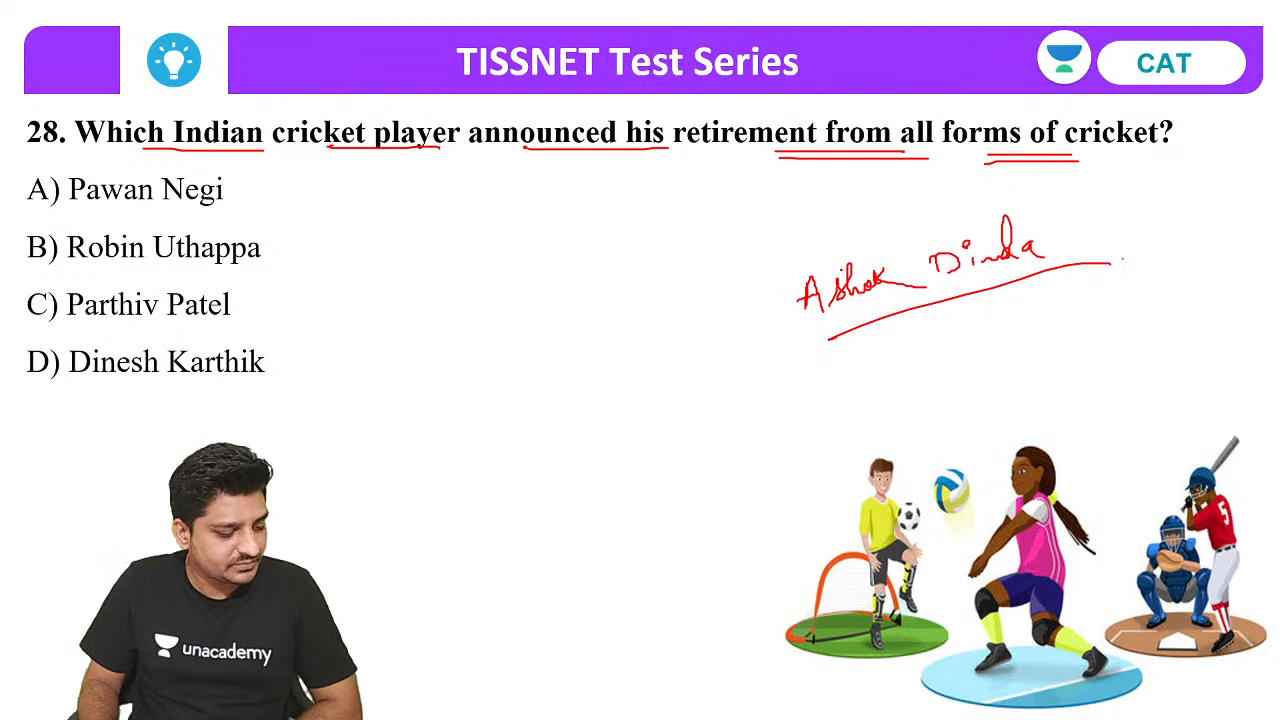 TISSNET Test Series
CAT
28. Which Indian cricket player announced his retirement from all forms of cricket?
A) Pawan Negi
B) Robin Uthappa
C) Parthiv Patel
D) Dinesh Karthik
Ashok Dinda
unacademy
5